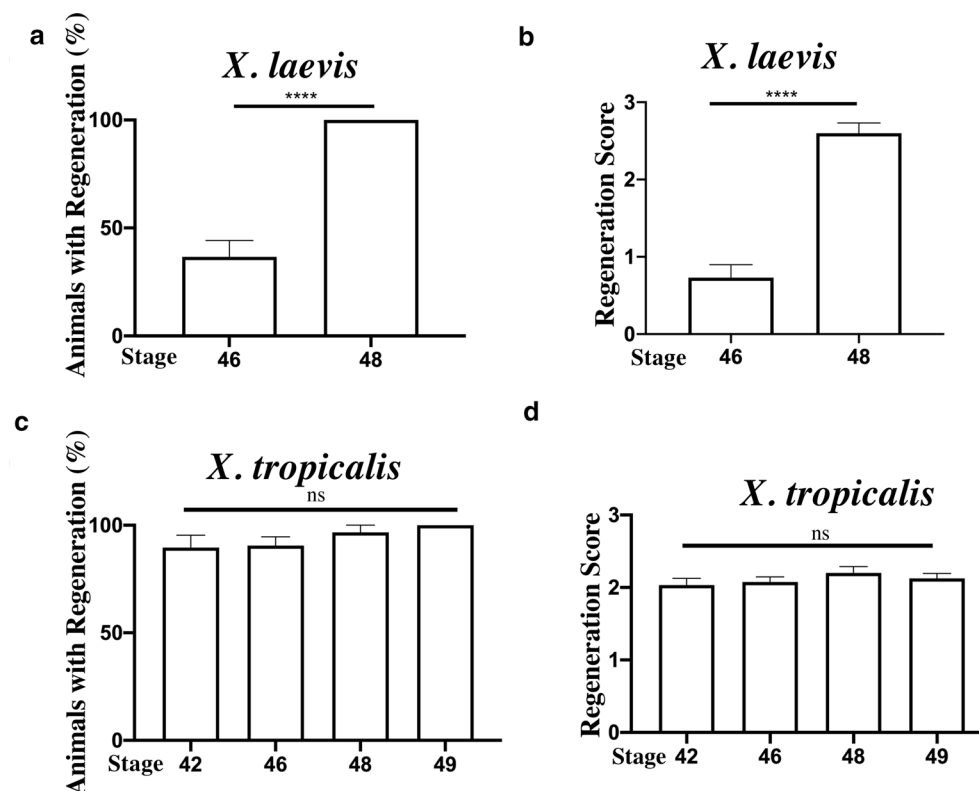 a
X. laevis
****
Animals with Regeneration (%)
100
50
0
Stage 46 48
b
X. laevis
****
Regeneration Score
3
2
1
0
Stage 46 48
c
X. tropicalis
ns
Animals with Regeneration (%)
100
50
0
Stage 42 46 48 49
d
X. tropicalis
ns
Regeneration Score
3
2
1
0
Stage 42 46 48 49